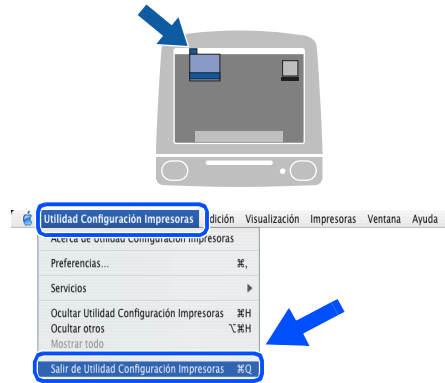 Utilidad Configuración Impresoras dición Visualización Impresoras Ventana Ayuda
Acerca de Utilidad Configuración Impresoras
Preferencias... ⌘,
Servicios
Ocultar Utilidad Configuración Impresoras ⌘H
Ocultar otros ⌥⌘H
Mostrar todo
Salir de Utilidad Configuración Impresoras ⌘Q